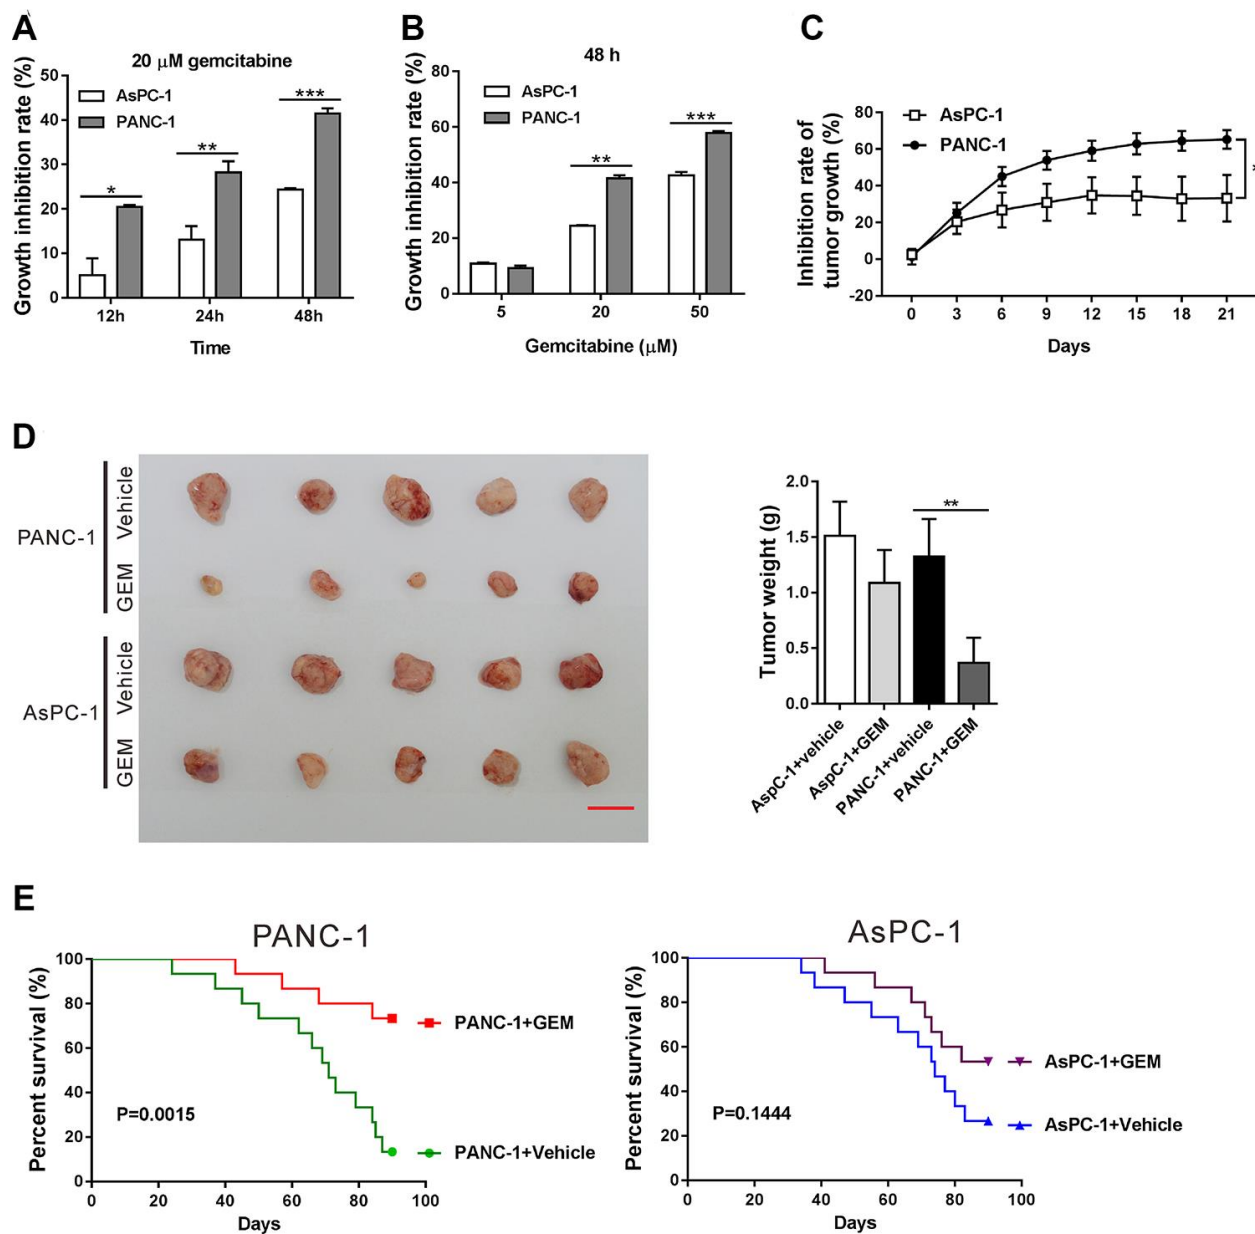 A
20 μM gemcitabine
Growth inhibition rate (%)
50
40
30
20
10
0
AsPC-1
PANC-1
*
**
***
12h
24h
48h
Time
B
48 h
Growth inhibition rate (%)
80
60
40
20
0
AsPC-1
PANC-1
**
***
5
20
50
Gemcitabine (μM)
C
Inhibition rate of
tumor growth (%)
80
60
40
20
0
-20
AsPC-1
PANC-1
0
3
6
9
12
15
18
21
Days
D
PANC-1
Vehicle
GEM
AsPC-1
Vehicle
GEM
Tumor weight (g)
2.0
1.5
1.0
0.5
0.0
**
AspC-1+vehicle
AspC-1+GEM
PANC-1+vehicle
PANC-1+GEM
E
PANC-1
Percent survival (%)
100
80
60
40
20
0
P=0.0015
PANC-1+GEM
PANC-1+Vehicle
0
20
40
60
80
100
Days
AsPC-1
Percent survival (%)
100
80
60
40
20
0
P=0.1444
AsPC-1+GEM
AsPC-1+Vehicle
0
20
40
60
80
100
Days